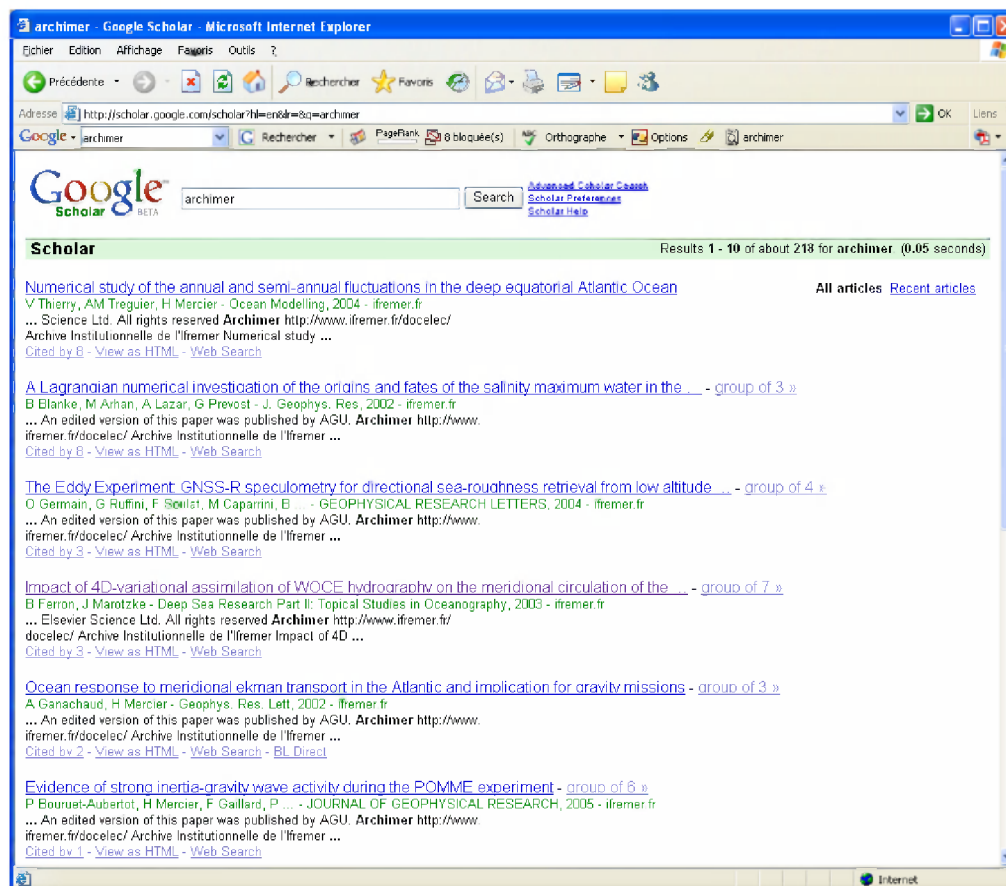 archimer - Google Scholar - Microsoft Internet Explorer
Fichier Edition Affichage Favoris Outils ?
Précédente Rechercher Favoris
Adresse http://scholar.google.com/scholar?hl=en&lr=&q=archimer OK Liens
Google archimer Rechercher PageRank 8 bloquée(s) Orthographe Options archimer
Google Scholar BETA
archimer Search
Advanced Scholar Search
Scholar Preferences
Scholar Help
Scholar Results 1 - 10 of about 218 for archimer. (0.05 seconds)
Numerical study of the annual and semi-annual fluctuations in the deep equatorial Atlantic Ocean All articles Recent articles
V Thierry, AM Treguier, H Mercier - Ocean Modelling, 2004 - ifremer.fr
... Science Ltd. All rights reserved Archimer http://www.ifremer.fr/docelec/
Archive Institutionnelle de l'Ifremer Numerical study ...
Cited by 8 - View as HTML - Web Search
A Lagrangian numerical investigation of the origins and fates of the salinity maximum water in the ... - group of 3 »
B Blanke, M Arhan, A Lazar, G Prevost - J. Geophys. Res, 2002 - ifremer.fr
... An edited version of this paper was published by AGU. Archimer http://www.
ifremer.fr/docelec/ Archive Institutionnelle de l'Ifremer ...
Cited by 8 - View as HTML - Web Search
The Eddy Experiment: GNSS-R speculometry for directional sea-roughness retrieval from low altitude ... - group of 4 »
O Germain, G Ruffini, F Soulat, M Caparrini, B ... - GEOPHYSICAL RESEARCH LETTERS, 2004 - ifremer.fr
... An edited version of this paper was published by AGU. Archimer http://www.
ifremer.fr/docelec/ Archive Institutionnelle de l'Ifremer ...
Cited by 3 - View as HTML - Web Search
Impact of 4D-variational assimilation of WOCE hydrography on the meridional circulation of the ... - group of 7 »
B Ferron, J Marotzke - Deep Sea Research Part II: Topical Studies in Oceanography, 2003 - ifremer.fr
... Elsevier Science Ltd. All rights reserved Archimer http://www.ifremer.fr/
docelec/ Archive Institutionnelle de l'Ifremer Impact of 4D ...
Cited by 3 - View as HTML - Web Search
Ocean response to meridional ekman transport in the Atlantic and implication for gravity missions - group of 3 »
A Ganachaud, H Mercier - Geophys. Res. Lett, 2002 - ifremer.fr
... An edited version of this paper was published by AGU. Archimer http://www.
ifremer.fr/docelec/ Archive Institutionnelle de l'Ifremer ...
Cited by 2 - View as HTML - Web Search - BL Direct
Evidence of strong inertia-gravity wave activity during the POMME experiment - group of 6 »
P Bouruet-Aubertot, H Mercier, F Gaillard, P ... - JOURNAL OF GEOPHYSICAL RESEARCH, 2005 - ifremer.fr
... An edited version of this paper was published by AGU. Archimer http://www.
ifremer.fr/docelec/ Archive Institutionnelle de l'Ifremer ...
Cited by 1 - View as HTML - Web Search
Internet